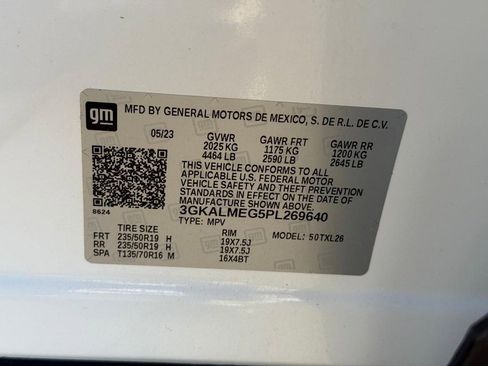 gm
MFD BY GENERAL MOTORS DE MEXICO, S. DE R.L. DE C.V.
05/23 GVWR GAWR FRT GAWR RR
2025 KG 1175 KG 1200 KG
4464 LB 2590 LB 2645 LB
THIS VEHICLE CONFORMS TO ALL
APPLICABLE U.S. FEDERAL MOTOR
VEHICLE SAFETY AND THEFT PREVENTION
STANDARDS IN EFFECT ON THE DATE OF
MANUFACTURE SHOWN ABOVE.
8624 3GKALMEG5PL269640
TYPE: MPV MODEL: 50TXL26
TIRE SIZE RIM
FRT 235/50R19 H 19X7.5J
RR 235/50R19 H 19X7.5J
SPA T135/70R16 M 16X4BT